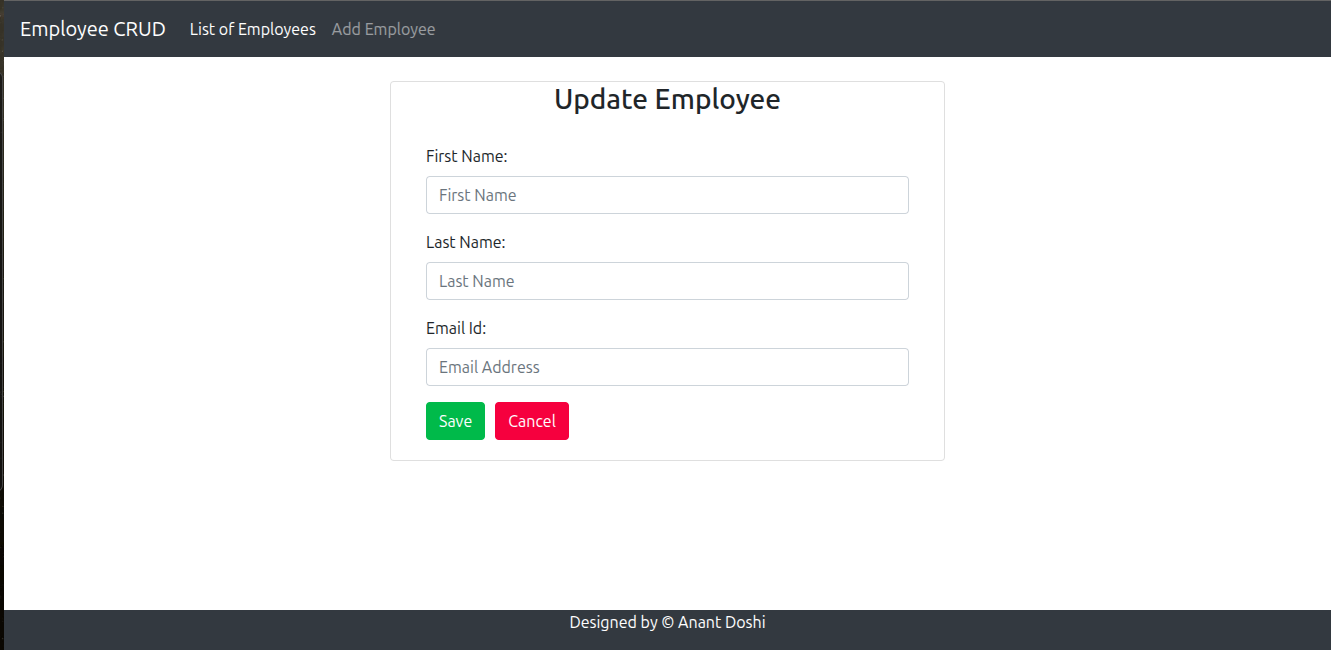 Employee CRUD List of Employees Add Employee
Update Employee
First Name:
First Name
Last Name:
Last Name
Email Id:
Email Address
Save Cancel
Designed by © Anant Doshi